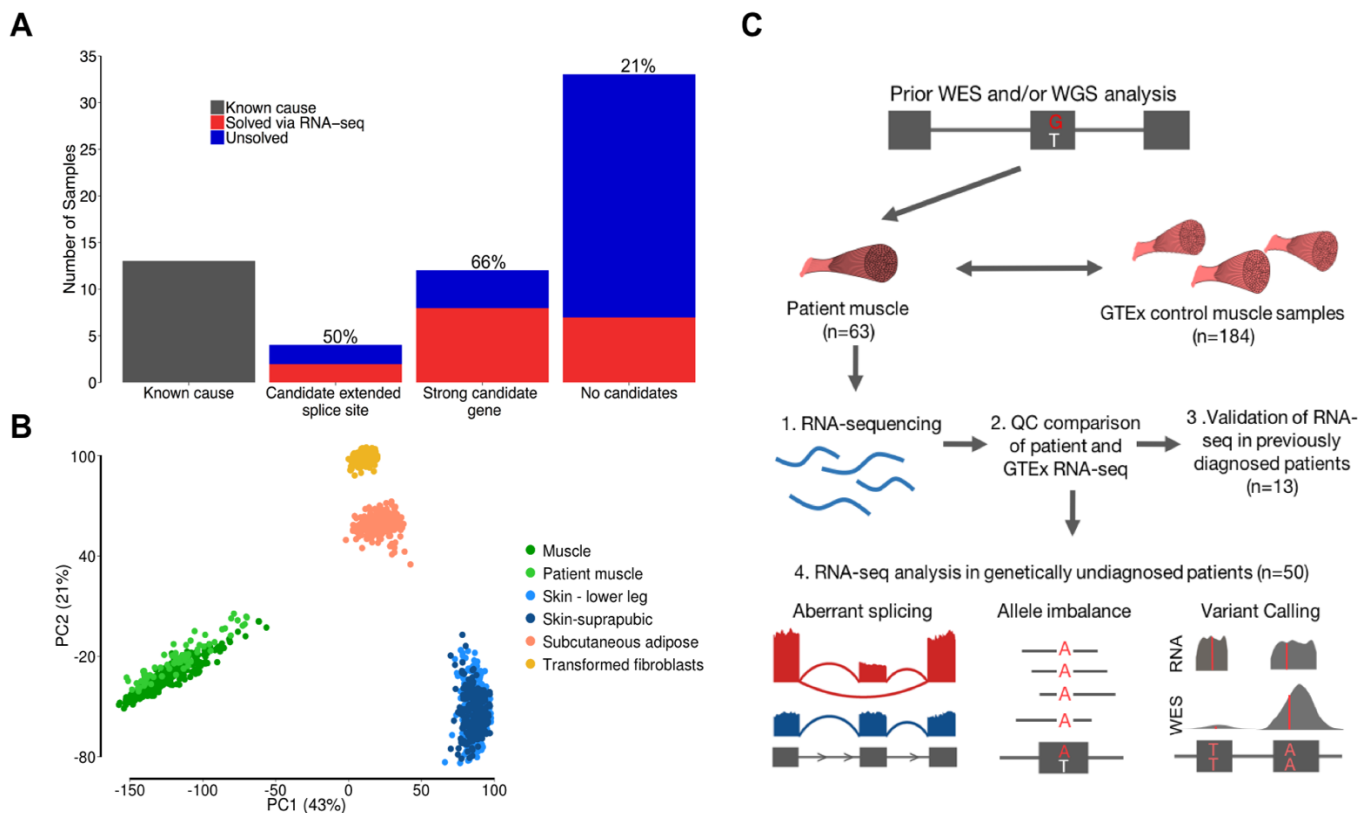 A
35
30
25
20
15
10
5
0
Number of Samples
Known cause
Solved via RNA-seq
Unsolved
50%
66%
21%
Known cause
Candidate extended
splice site
Strong candidate
gene
No candidates
B
100
40
-20
-80
PC2 (21%)
-150
-100
-50
0
50
100
PC1 (43%)
Muscle
Patient muscle
Skin - lower leg
Skin-suprapubic
Subcutaneous adipose
Transformed fibroblasts
C
Prior WES and/or WGS analysis
G
T
Patient muscle
(n=63)
GTEx control muscle samples
(n=184)
1. RNA-sequencing
2. QC comparison
of patient and
GTEx RNA-seq
3 .Validation of RNA-
seq in previously
diagnosed patients
(n=13)
4. RNA-seq analysis in genetically undiagnosed patients (n=50)
Aberrant splicing
Allele imbalance
A
A
A
A
A
T
Variant Calling
RNA
WES
T
T
A
A